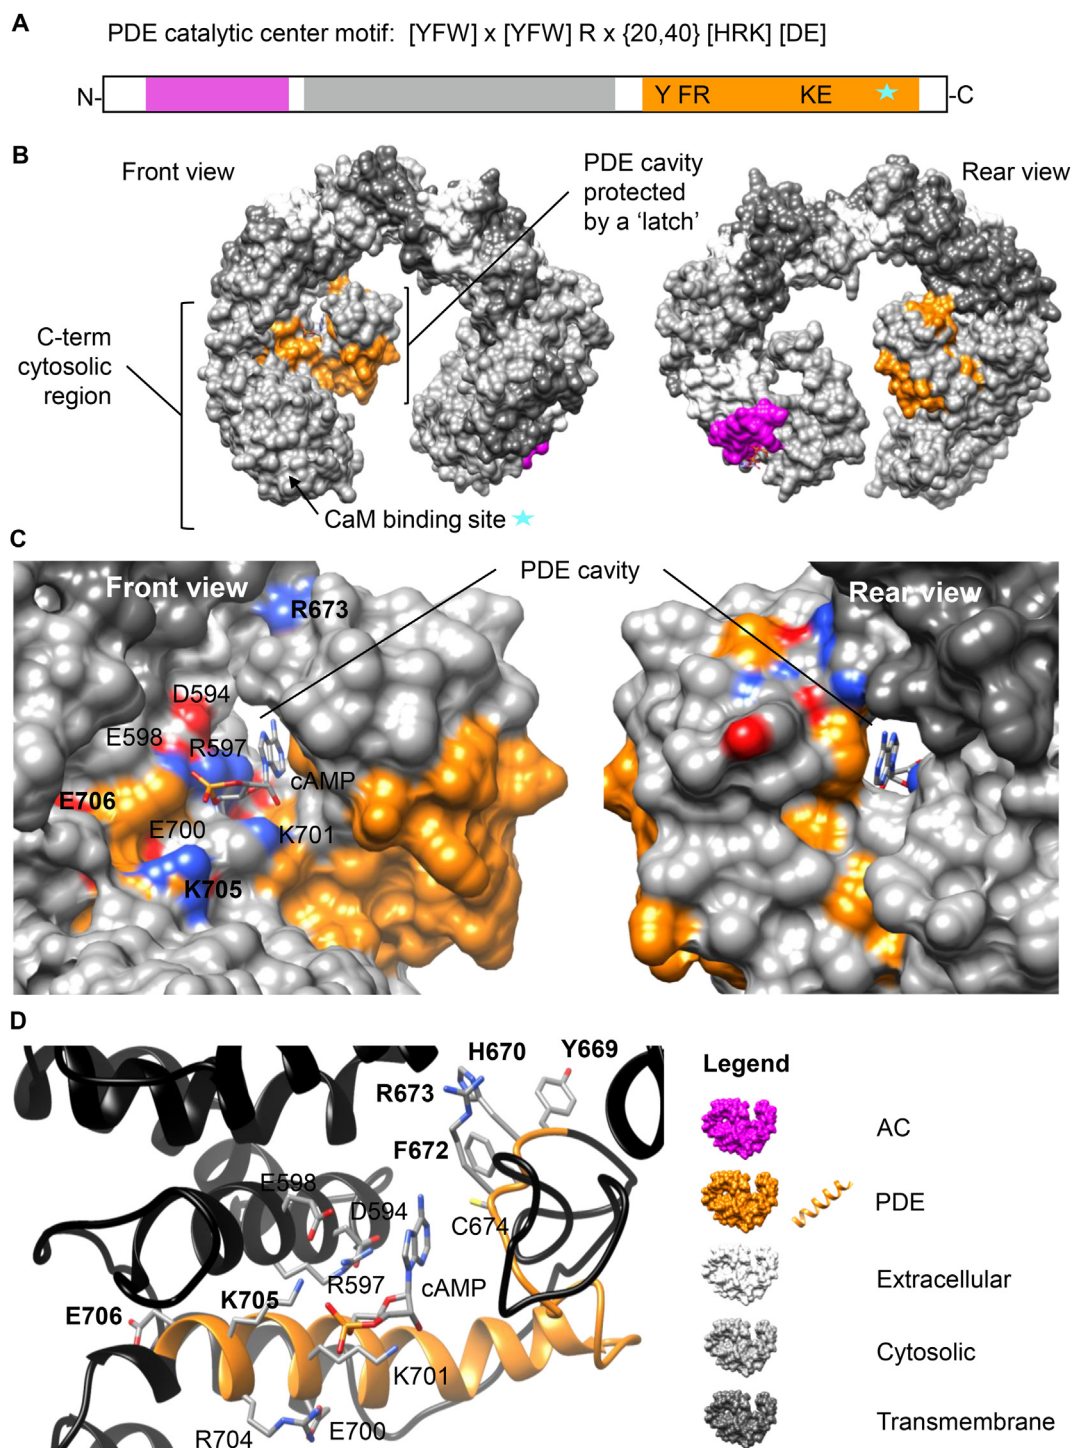 A
PDE catalytic center motif: [YFW] x [YFW] R x {20,40} [HRK] [DE]
N-
Y FR
KE
-C
B
Front view
PDE cavity
protected
by a ‘latch’
Rear view
C-term
cytosolic
region
CaM binding site
C
Front view
PDE cavity
Rear view
R673
D594
E598
R597
cAMP
E706
E700
K701
K705
D
H670
Y669
R673
F672
E598
D594
C674
R597
cAMP
E706
K705
K701
R704
E700
Legend
AC
PDE
Extracellular
Cytosolic
Transmembrane